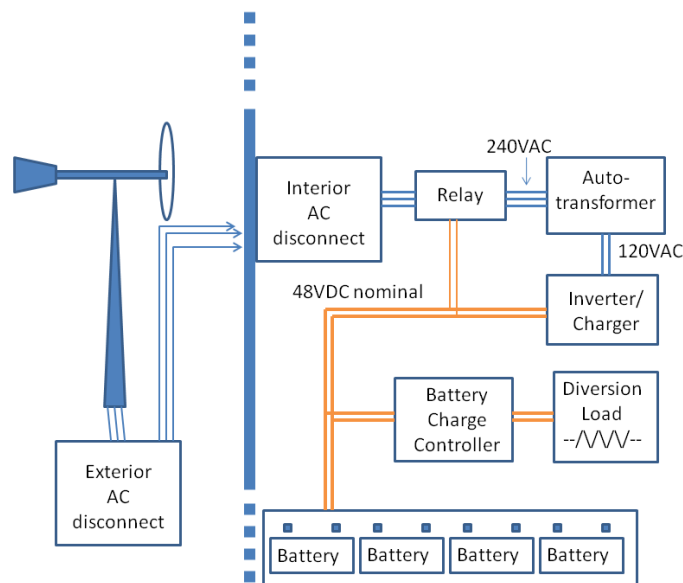 240VAC
Interior
AC
disconnect
Relay
Auto-
transformer
120VAC
48VDC nominal
Inverter/
Charger
Battery
Charge
Controller
Diversion
Load
--/\/\/\/\/--
Exterior
AC
disconnect
Battery
Battery
Battery
Battery